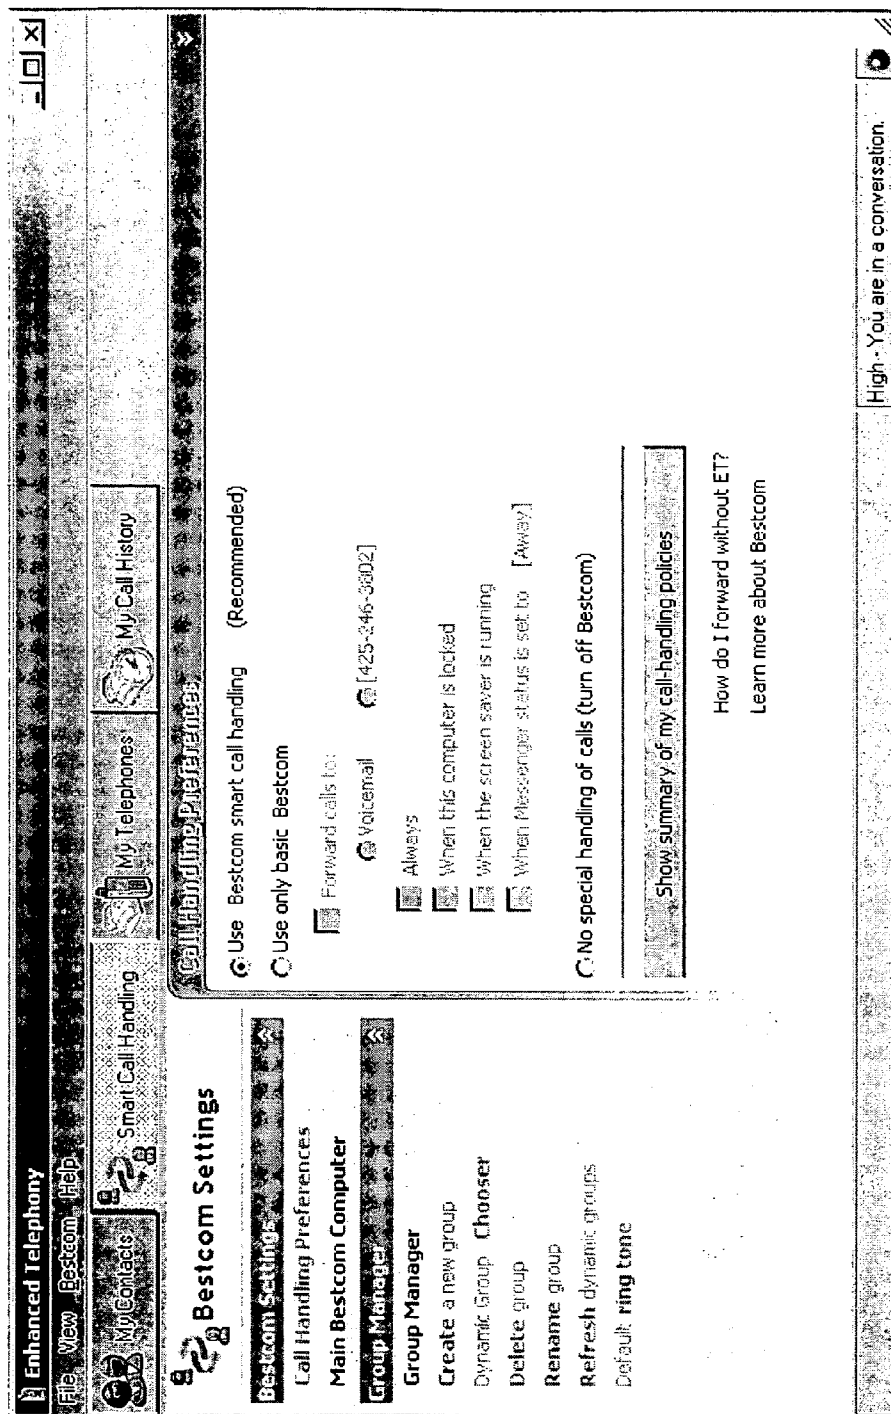 Enhanced Telephony
File View Bestcom Help
My Contacts
Smart Call Handling
My Telephones
My Call History
Bestcom Settings
Bestcom Settings
Call Handling Preferences
Main Bestcom Computer
Group Manager
Group Manager
Create a new group
Dynamic Group Chooser
Delete group
Rename group
Refresh dynamic groups
Default ring tone
Call Handling Preferences
Use Bestcom smart call handling (Recommended)
Use only basic Bestcom
Forward calls to:
Voicemail [425-246-3802]
Always
When this computer is locked
When the screen saver is running
When Messenger status is set to [Away]
No special handling of calls (turn off Bestcom)
Show summary of my call-handling policies
How do I forward without ET?
Learn more about Bestcom
High - You are in a conversation.